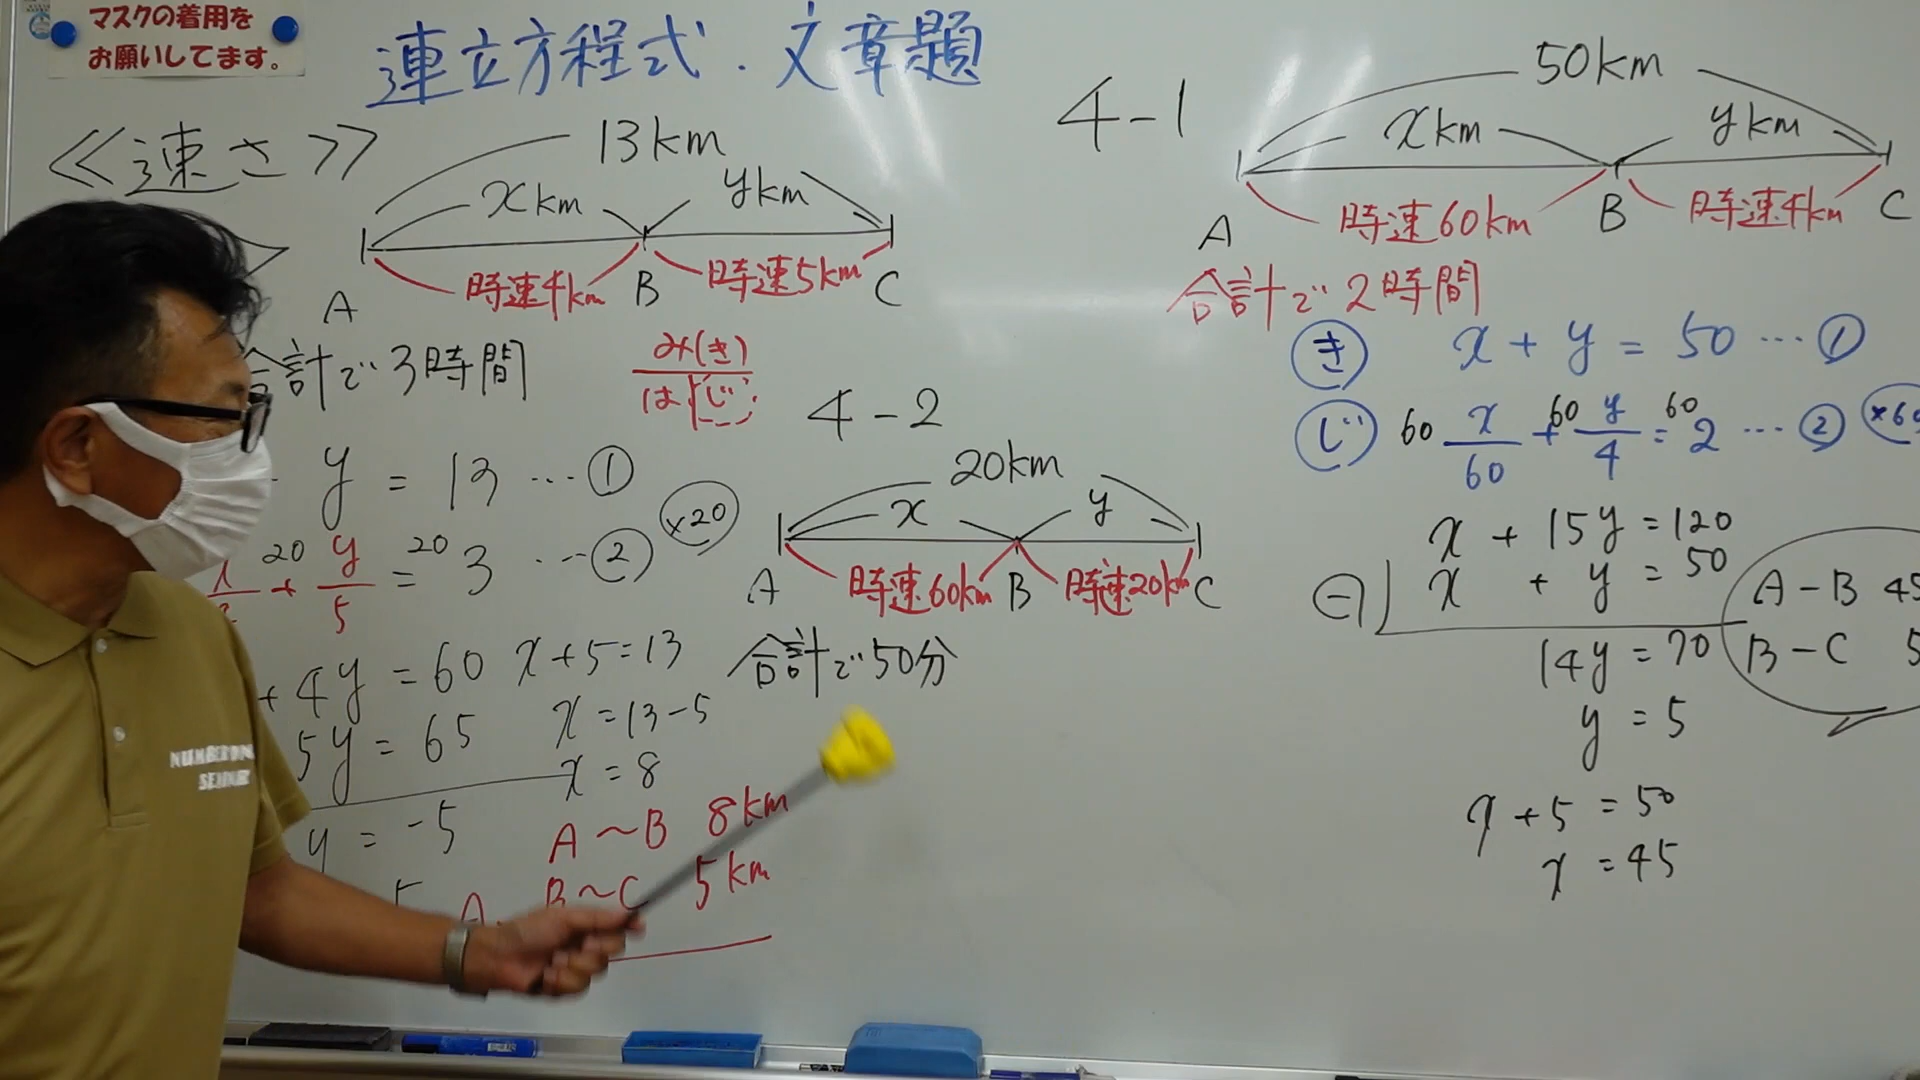 マスクの着用を
お願いしてます。
連立方程式・文章題
≪速さ≫
13km
xkm ykm
時速4km 時速5km
A B C
合計で3時間
み(き)
は(じ)
y = 13 … ①
20 y/5 = 20 3 … ② ×20
+ 4y = 60
5y = 65
y = -5
x + 5 = 13
x = 13 - 5
x = 8
A～B 8km
B～C 5km
4-2
20km
x y
時速60km 時速20km
A B C
合計で50分
4-1
50km
xkm ykm
時速60km 時速4km
A B C
合計で2時間
き x + y = 50 … ①
じ 60 x/60 + 60 y/4 = 60 2 … ②
x + 15y = 120
⊖) x + y = 50
14y = 70
y = 5
x + 5 = 50
x = 45
A - B 45
B - C 5
NUMBER ONE